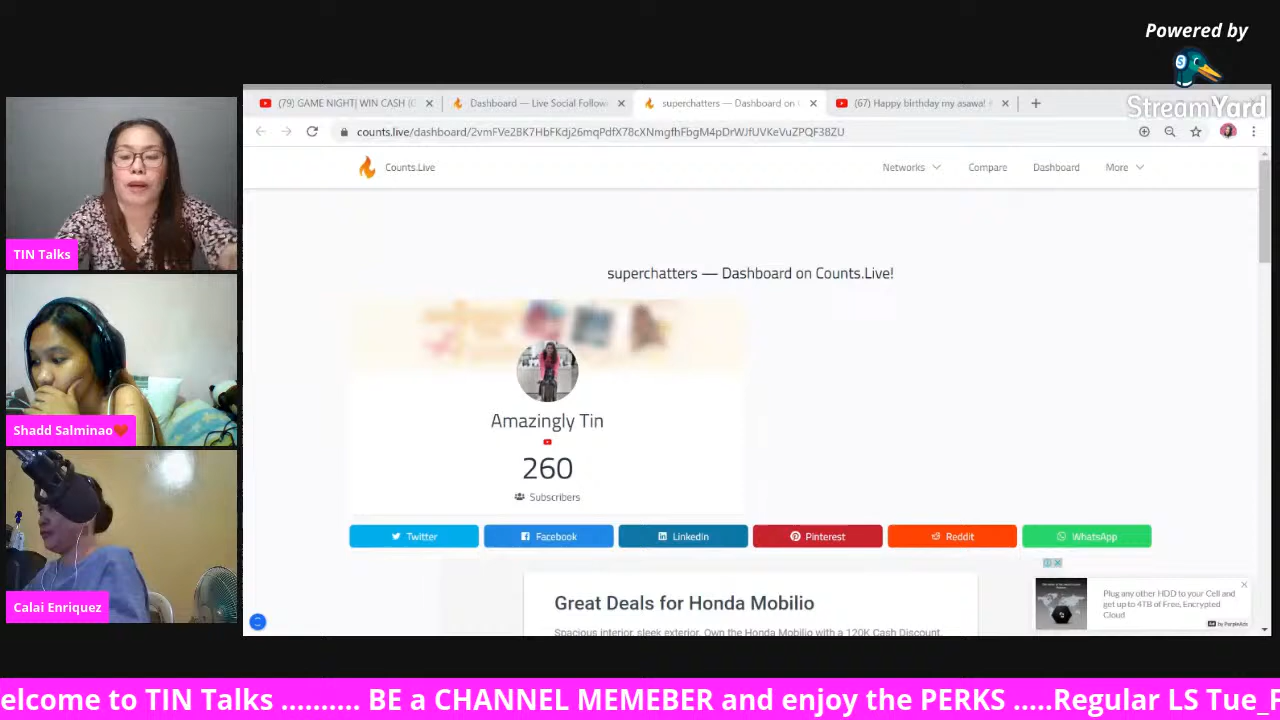 Powered by
StreamYard
(79) GAME NIGHT| WIN CASH (G
Dashboard — Live Social Follow
superchatters — Dashboard on C
(67) Happy birthday my asawa!
counts.live/dashboard/2vmFVe2BK7HbFKdj26mqPdfX78cXNmgfhFbgM4pDrWJfUVKeVuZPQF38ZU
Counts.Live
Networks
Compare
Dashboard
More
superchatters — Dashboard on Counts.Live!
Amazingly Tin
260
Subscribers
Twitter
Facebook
Linkedin
Pinterest
Reddit
WhatsApp
Great Deals for Honda Mobilio
Spacious interior, sleek exterior. Own the Honda Mobilio with a 120K Cash Discount
Plug any other HDD to your Cell and
get up to 4TB of Free, Encrypted
Cloud
Ad by PurpleAds
TIN Talks
Shadd Salminao❤️
Calai Enriquez
elcome to TIN Talks .......... BE a CHANNEL MEMEBER and enjoy the PERKS .....Regular LS Tue_F